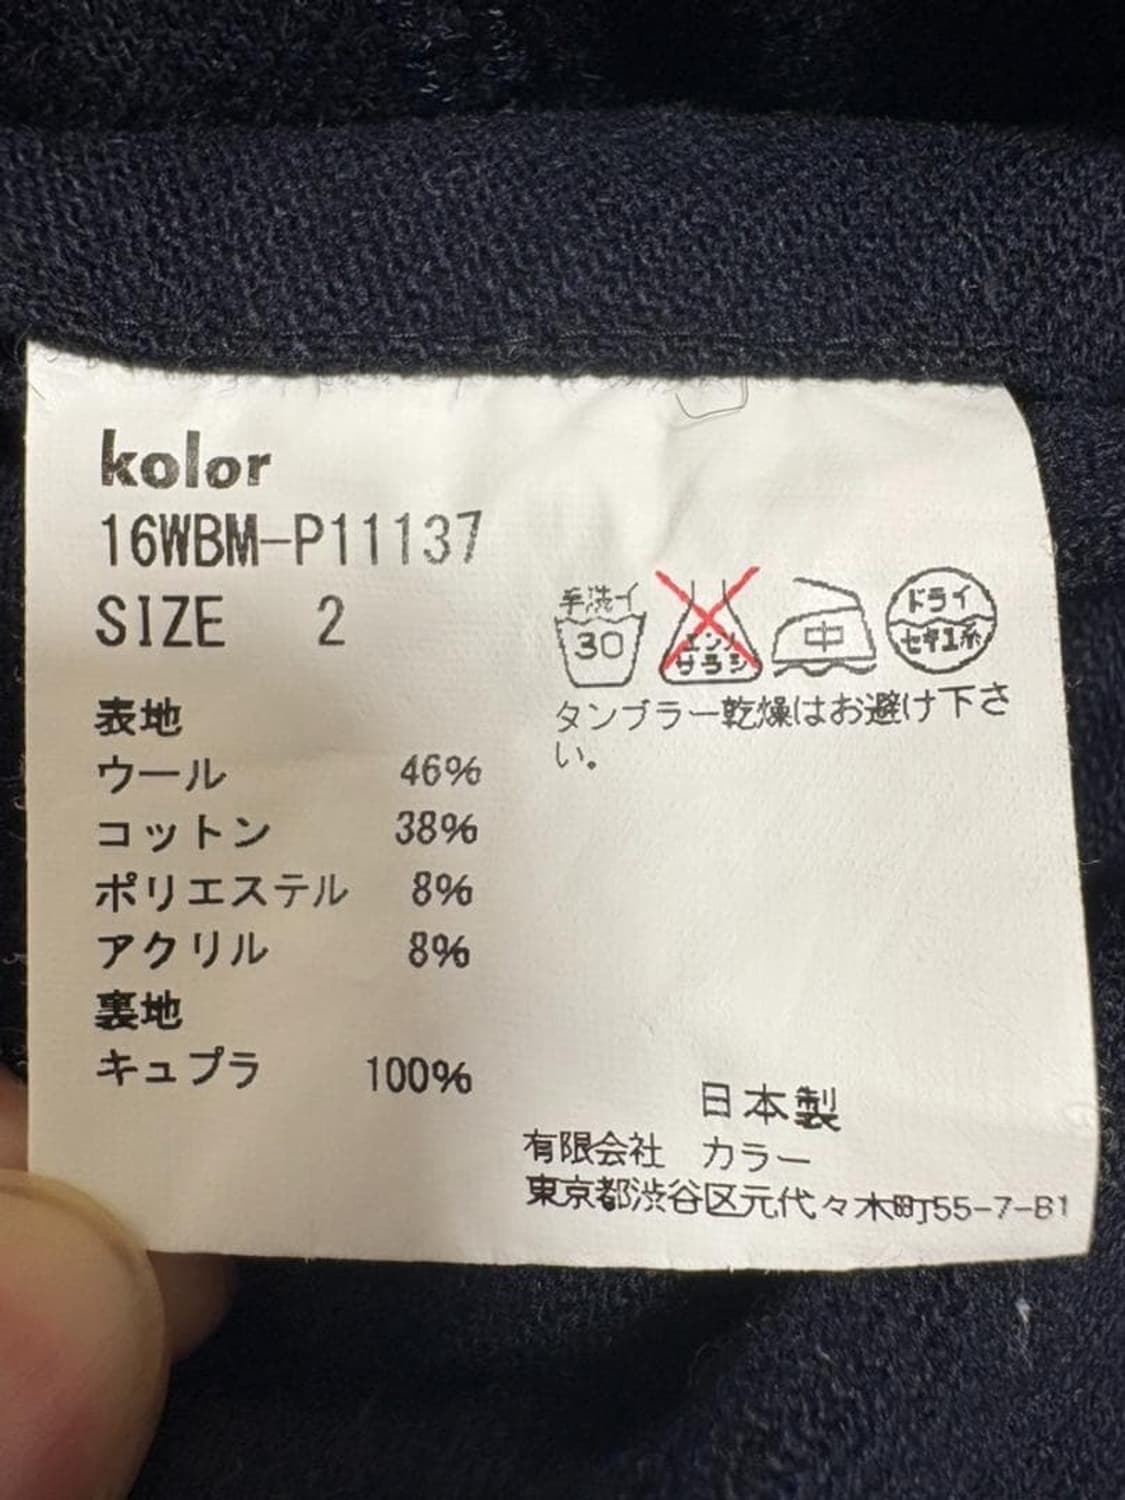 kolor
16WBM-P11137
SIZE 2
手洗イ
30
エンソ
サラシ
中
ドライ
セキユ系
タンブラー乾燥はお避け下さ
い。
表地
ウール 46%
コットン 38%
ポリエステル 8%
アクリル 8%
裏地
キュプラ 100%
日本製
有限会社 カラー
東京都渋谷区元代々木町55-7-B1